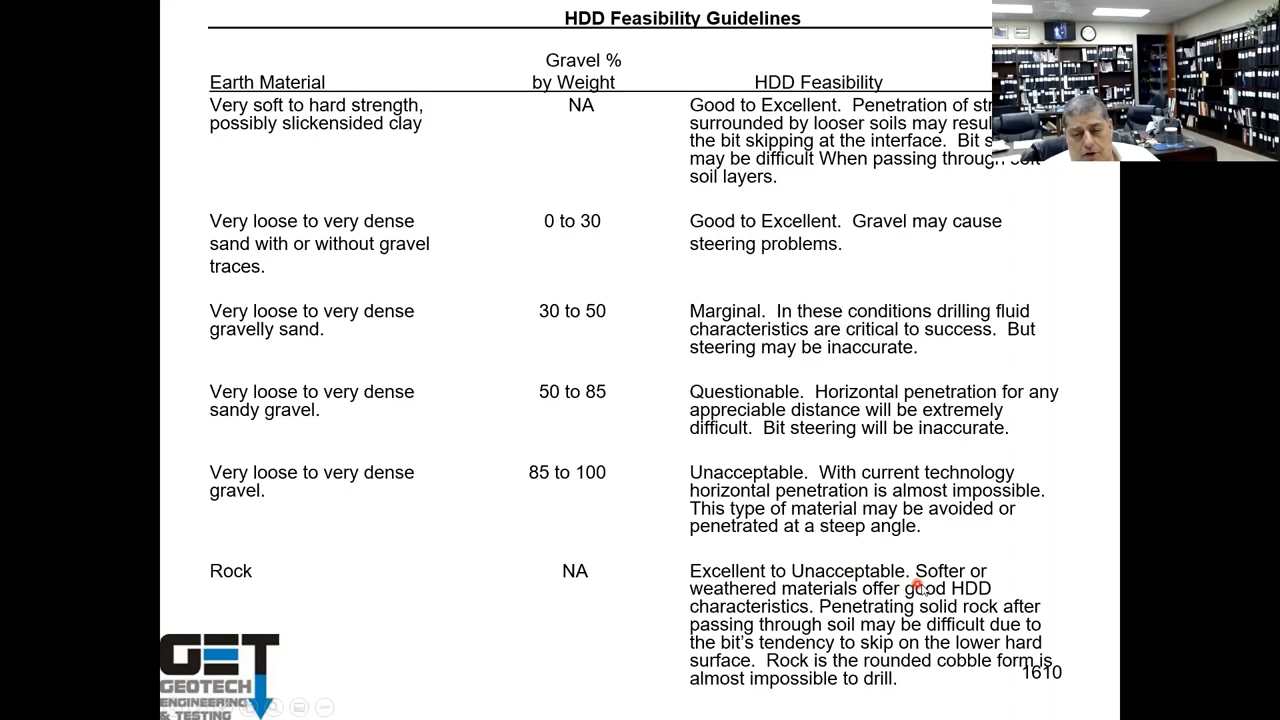 HDD Feasibility Guidelines
Gravel %
Earth Material by Weight HDD Feasibility
Very soft to hard strength, NA Good to Excellent. Penetration of
possibly slickensided clay surrounded by looser soils may
the bit skipping at the interface. Bit
may be difficult When passing through
soil layers.
Very loose to very dense 0 to 30 Good to Excellent. Gravel may cause
sand with or without gravel steering problems.
traces.
Very loose to very dense 30 to 50 Marginal. In these conditions drilling fluid
gravelly sand. characteristics are critical to success. But
steering may be inaccurate.
Very loose to very dense 50 to 85 Questionable. Horizontal penetration for any
sandy gravel. appreciable distance will be extremely
difficult. Bit steering will be inaccurate.
Very loose to very dense 85 to 100 Unacceptable. With current technology
gravel. horizontal penetration is almost impossible.
This type of material may be avoided or
penetrated at a steep angle.
Rock NA Excellent to Unacceptable. Softer or
weathered materials offer good HDD
characteristics. Penetrating solid rock after
passing through soil may be difficult due to
the bit's tendency to skip on the lower hard
surface. Rock is the rounded cobble form is
almost impossible to drill.
1610
GET
GEOTECH
ENGINEERING
& TESTING